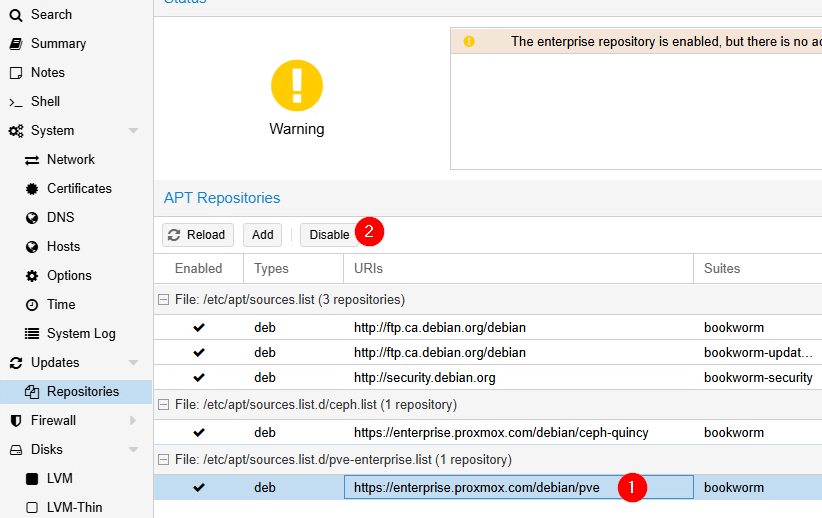 Search
Summary
Notes
Shell
System
Network
Certificates
DNS
Hosts
Options
Time
System Log
Updates
Repositories
Firewall
Disks
LVM
LVM-Thin
Status
Warning
The enterprise repository is enabled, but there is no
APT Repositories
Reload Add Disable 2
Enabled Types URIs Suites
File: /etc/apt/sources.list (3 repositories)
deb http://ftp.ca.debian.org/debian bookworm
deb http://ftp.ca.debian.org/debian bookworm-updat…
deb http://security.debian.org bookworm-security
File: /etc/apt/sources.list.d/ceph.list (1 repository)
deb https://enterprise.proxmox.com/debian/ceph-quincy bookworm
File: /etc/apt/sources.list.d/pve-enterprise.list (1 repository)
deb https://enterprise.proxmox.com/debian/pve 1 bookworm